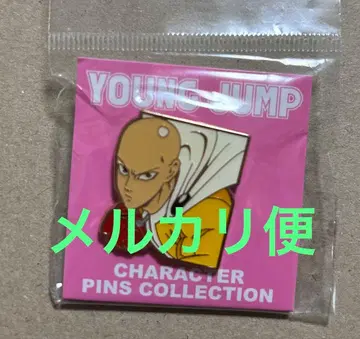 YOUNG JUMP
メルカリ便
CHARACTER
PINS COLLECTION